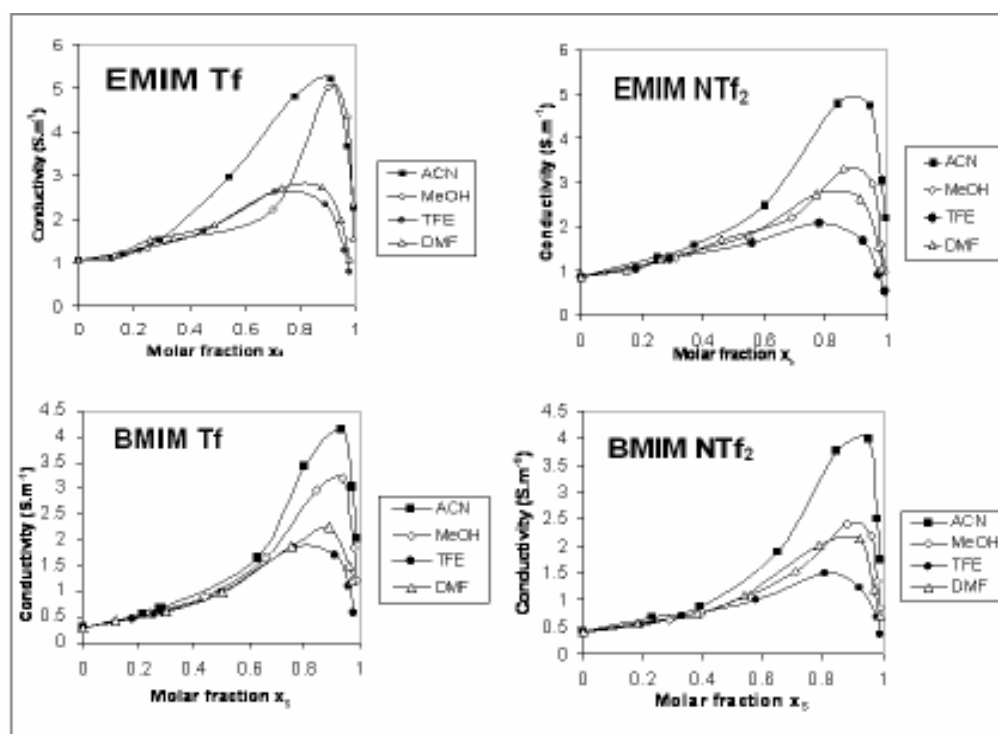 EMIM Tf
Conductivity (S.m⁻¹)
6
5
4
3
2
1
0
0 0.2 0.4 0.6 0.8 1
Molar fraction xₛ
ACN
MeOH
TFE
DMF
EMIM NTf₂
Conductivity (S.m⁻¹)
6
5
4
3
2
1
0
0 0.2 0.4 0.6 0.8 1
Molar fraction xₛ
ACN
MeOH
TFE
DMF
BMIM Tf
Conductivity (S.m⁻¹)
4.5
4
3.5
3
2.5
2
1.5
1
0.5
0
0 0.2 0.4 0.6 0.8 1
Molar fraction xₛ
ACN
MeOH
TFE
DMF
BMIM NTf₂
Conductivity (S.m⁻¹)
4.5
4
3.5
3
2.5
2
1.5
1
0.5
0
0 0.2 0.4 0.6 0.8 1
Molar fraction xₛ
ACN
MeOH
TFE
DMF